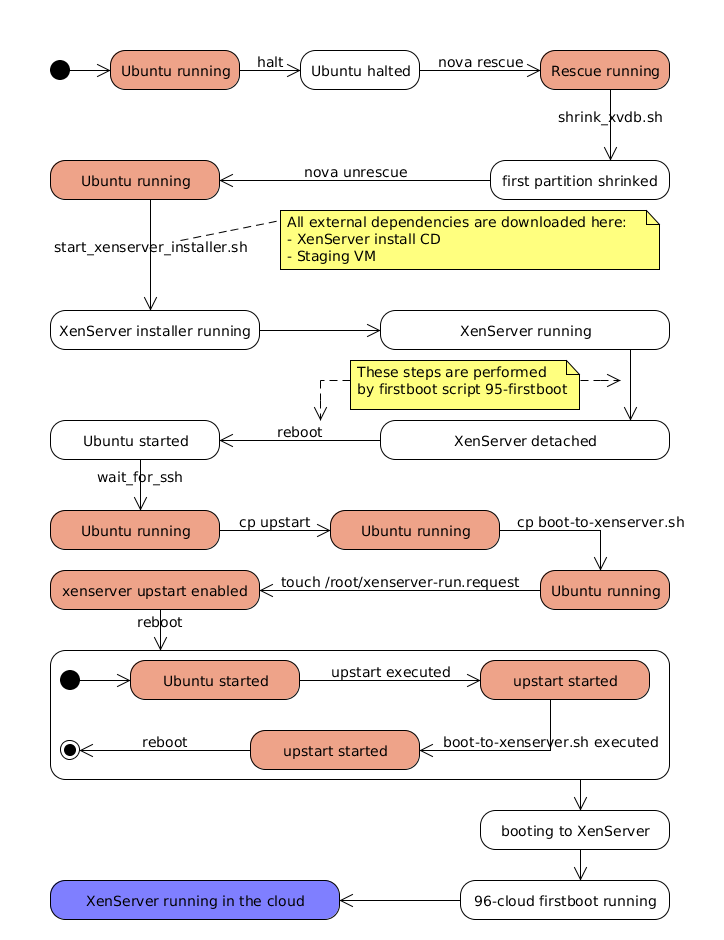 Ubuntu running
halt
Ubuntu halted
nova rescue
Rescue running
shrink_xvdb.sh
first partition shrinked
nova unrescue
Ubuntu running
start_xenserver_installer.sh
All external dependencies are downloaded here:
- XenServer install CD
- Staging VM
XenServer installer running
XenServer running
These steps are performed
by firstboot script 95-firstboot
XenServer detached
reboot
Ubuntu started
wait_for_ssh
Ubuntu running
cp upstart
Ubuntu running
cp boot-to-xenserver.sh
Ubuntu running
touch /root/xenserver-run.request
xenserver upstart enabled
reboot
Ubuntu started
upstart executed
upstart started
boot-to-xenserver.sh executed
upstart started
reboot
booting to XenServer
96-cloud firstboot running
XenServer running in the cloud